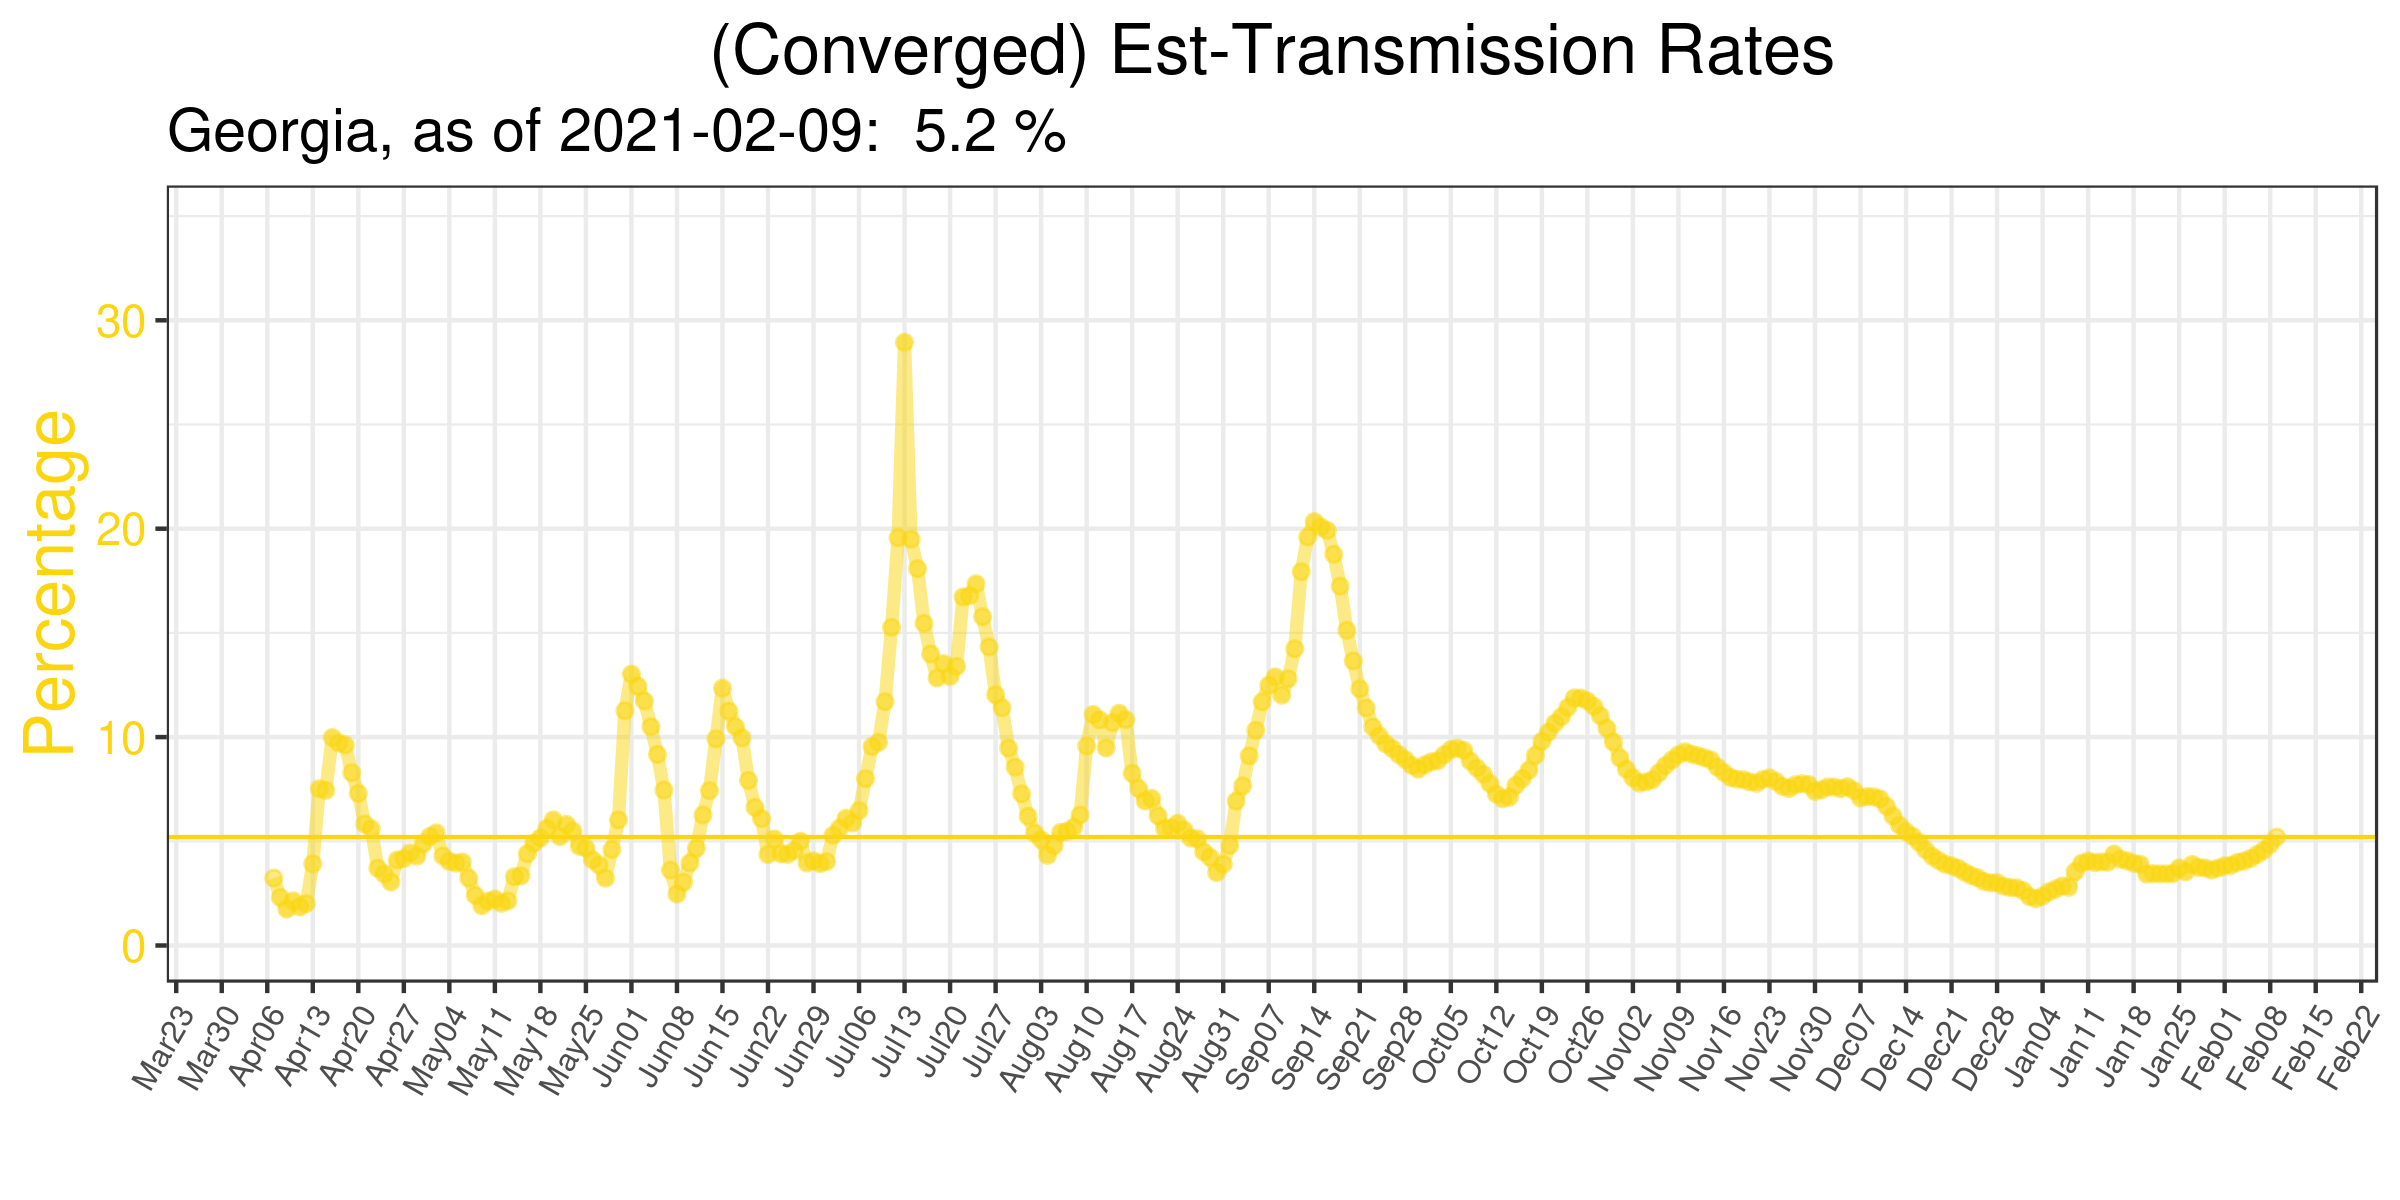 (Converged) Est-Transmission Rates
Georgia, as of 2021-02-09:  5.2 %
Percentage
30
20
10
0
Mar23
Mar30
Apr06
Apr13
Apr20
Apr27
May04
May11
May18
May25
Jun01
Jun08
Jun15
Jun22
Jun29
Jul06
Jul13
Jul20
Jul27
Aug03
Aug10
Aug17
Aug24
Aug31
Sep07
Sep14
Sep21
Sep28
Oct05
Oct12
Oct19
Oct26
Nov02
Nov09
Nov16
Nov23
Nov30
Dec07
Dec14
Dec21
Dec28
Jan04
Jan11
Jan18
Jan25
Feb01
Feb08
Feb15
Feb22